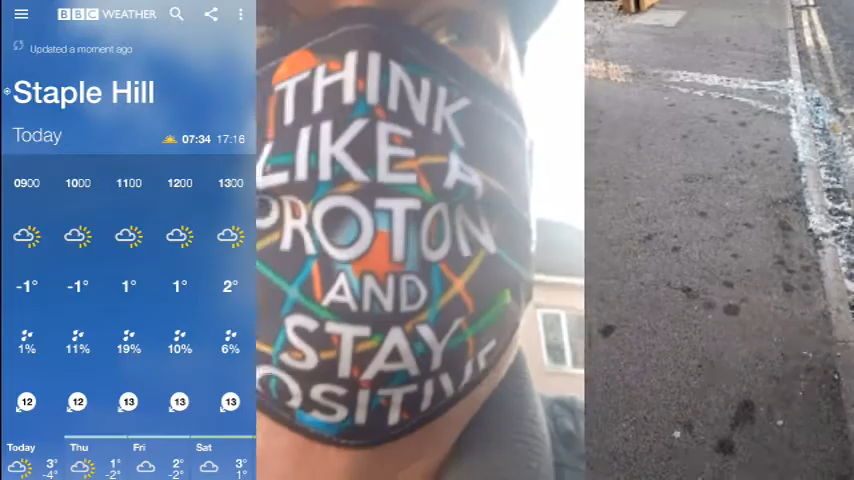 BBC WEATHER
Updated a moment ago
Staple Hill
Today
07:34 17:16
0900 1000 1100 1200 1300
-1° -1° 1° 1° 2°
1% 11% 19% 10% 6%
12 12 13 13 13
Today Thu Fri Sat
3° 1° 2° 3°
-4° -2° -2° 1°
THINK
LIKE A
PROTON
AND
STAY
POSITIVE